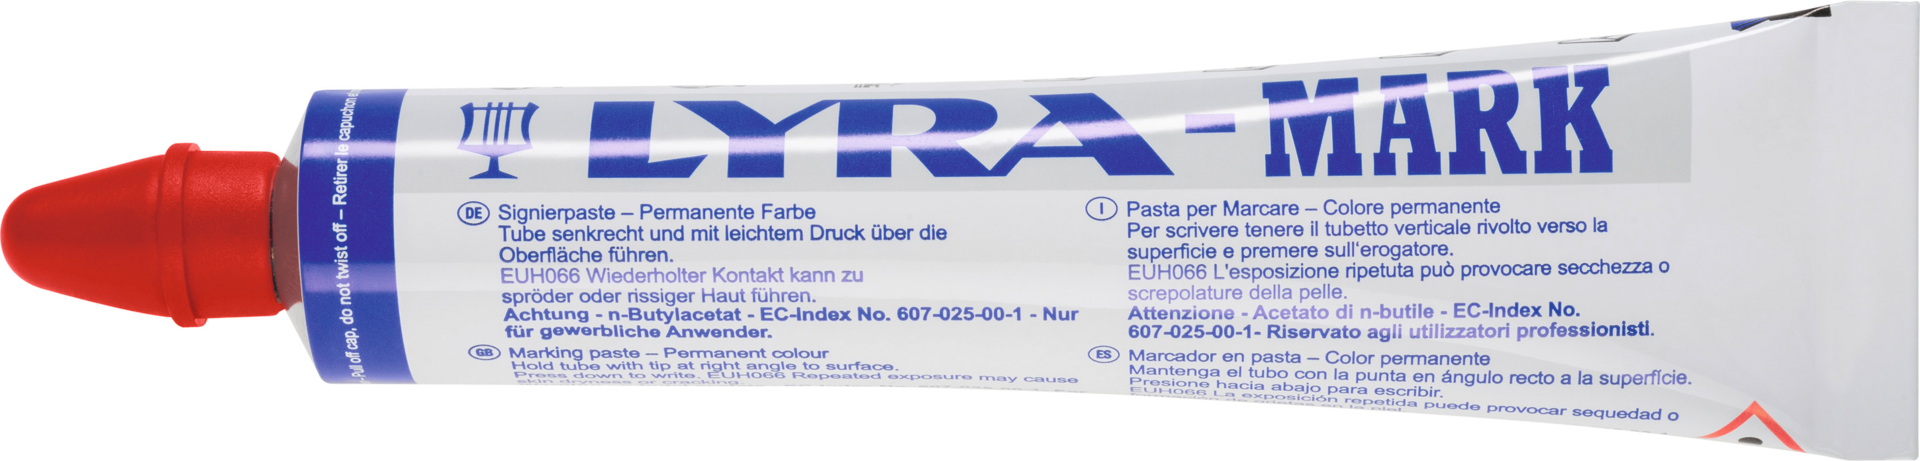 - Pull off cap, do not twist off – Retirer le capuchon
LYRA - MARK
DE Signierpaste – Permanente Farbe
Tube senkrecht und mit leichtem Druck über die
Oberfläche führen.
EUH066 Wiederholter Kontakt kann zu
spröder oder rissiger Haut führen.
Achtung - n-Butylacetat - EC-Index No. 607-025-00-1 - Nur
für gewerbliche Anwender.
GB Marking paste – Permanent colour
Hold tube with tip at right angle to surface.
Press down to write. EUH066 Repeated exposure may cause
skin dryness or cracking.
I Pasta per Marcare – Colore permanente
Per scrivere tenere il tubetto verticale rivolto verso la
superficie e premere sull'erogatore.
EUH066 L'esposizione ripetuta può provocare secchezza o
screpolature della pelle.
Attenzione - Acetato di n-butile - EC-Index No.
607-025-00-1- Riservato agli utilizzatori professionisti.
ES Marcador en pasta – Color permanente
Mantenga el tubo con la punta en ángulo recto a la superfície.
Presione hacia abajo para escribir.
EUH066 La exposición repetida puede provocar sequedad o